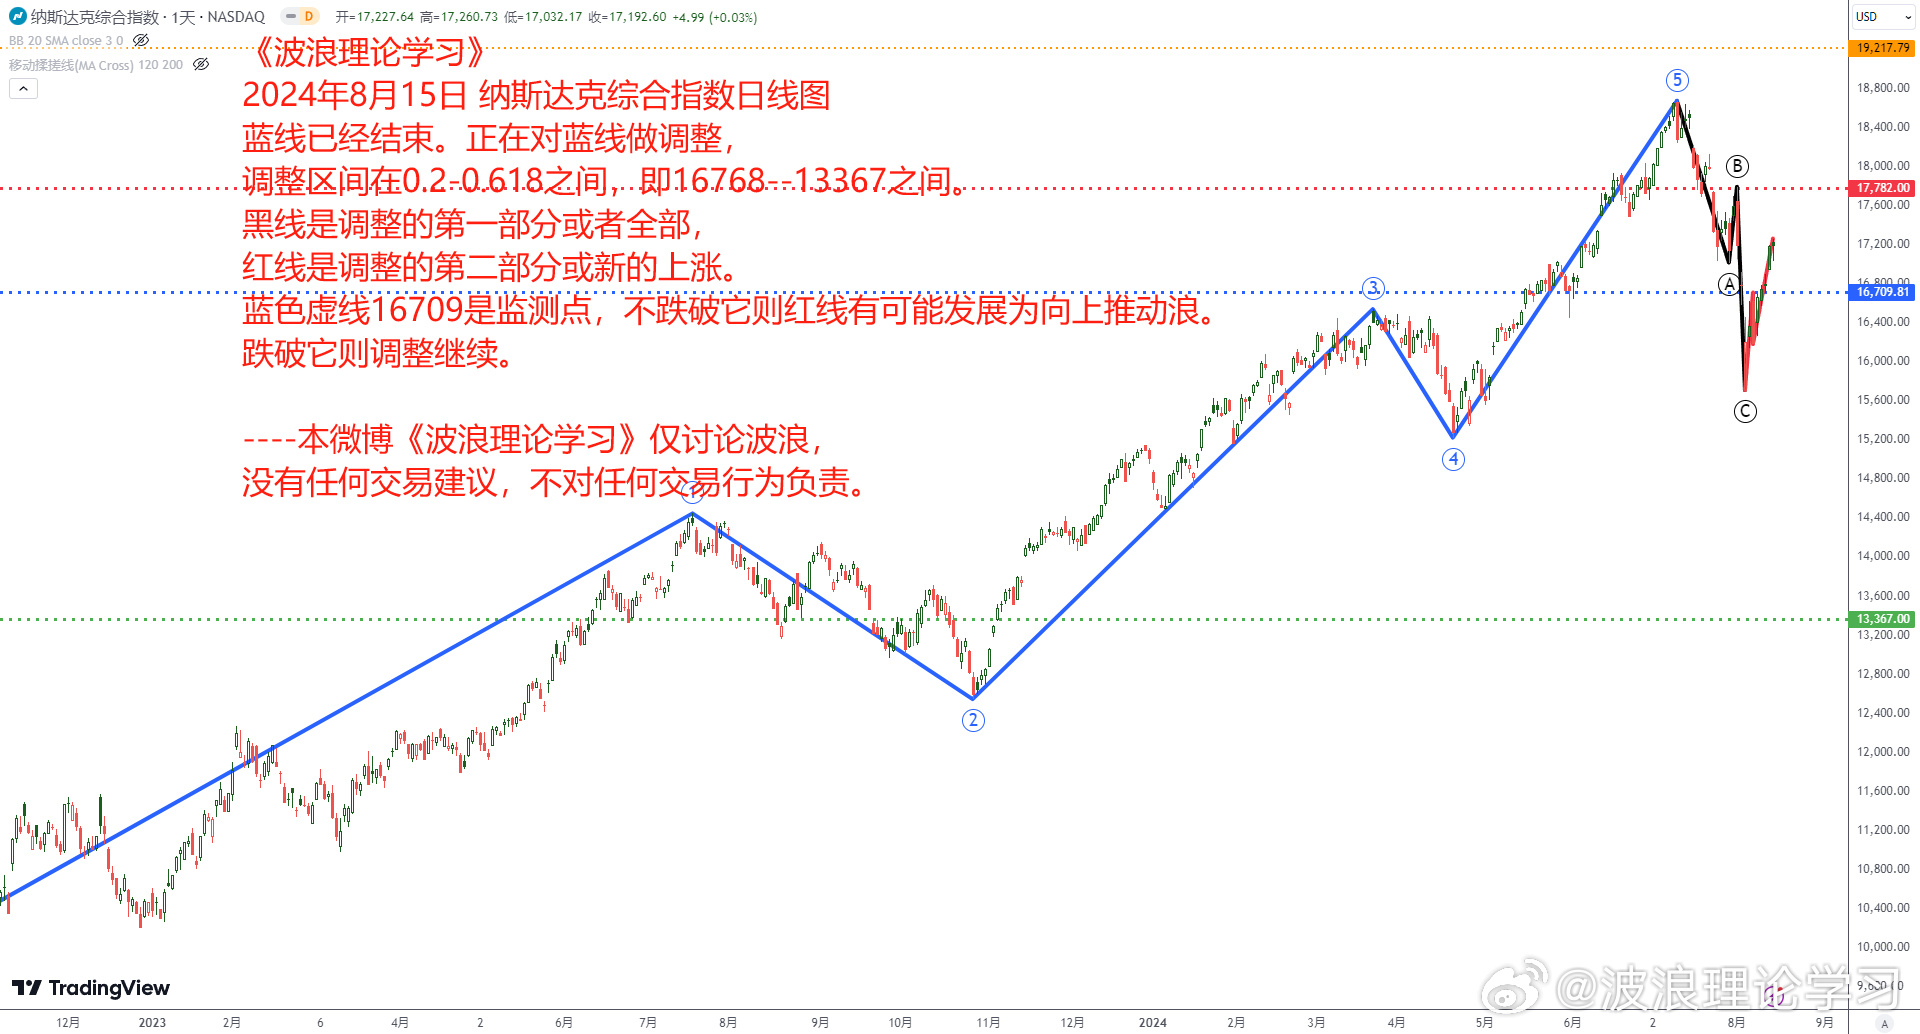 纳斯达克综合指数 · 1天 · NASDAQ D 开=17,227.64 高=17,260.73 低=17,032.17 收=17,192.60 +4.99 (+0.03%) USD
BB 20 SMA close 3 0
移动揉搓线(MA Cross) 120 200
《波浪理论学习》
2024年8月15日 纳斯达克综合指数日线图
蓝线已经结束。正在对蓝线做调整，
调整区间在0.2-0.618之间，即16768--13367之间。
黑线是调整的第一部分或者全部，
红线是调整的第二部分或新的上涨。
蓝色虚线16709是监测点，不跌破它则红线有可能发展为向上推动浪。
跌破它则调整继续。
----本微博《波浪理论学习》仅讨论波浪，
没有任何交易建议，不对任何交易行为负责。
① ② ③ ④ ⑤
Ⓐ Ⓑ Ⓒ
19,217.79
18,800.00
18,400.00
18,000.00
17,782.00
17,600.00
17,200.00
16,800.00
16,709.81
16,400.00
16,000.00
15,600.00
15,200.00
14,800.00
14,400.00
14,000.00
13,600.00
13,367.00
13,200.00
12,800.00
12,400.00
12,000.00
11,600.00
11,200.00
10,800.00
10,400.00
10,000.00
9,600.00
TradingView
@波浪理论学习
12月 2023 2月 6 4月 2 6月 7月 8月 9月 10月 11月 12月 2024 2月 3月 4月 5月 6月 2 8月 9月 A